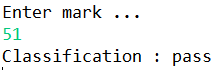 Enter mark ...
51
Classification : pass